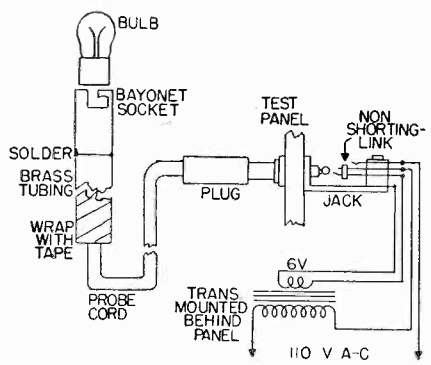 BULB
BAYONET
SOCKET
SOLDER
BRASS
TUBING
WRAP
WITH
TAPE
PROBE
CORD
PLUG
TEST
PANEL
NON
SHORTING-
LINK
JACK
6V
TRANS
MOUNTED
BEHIND
PANEL
110 V A-C